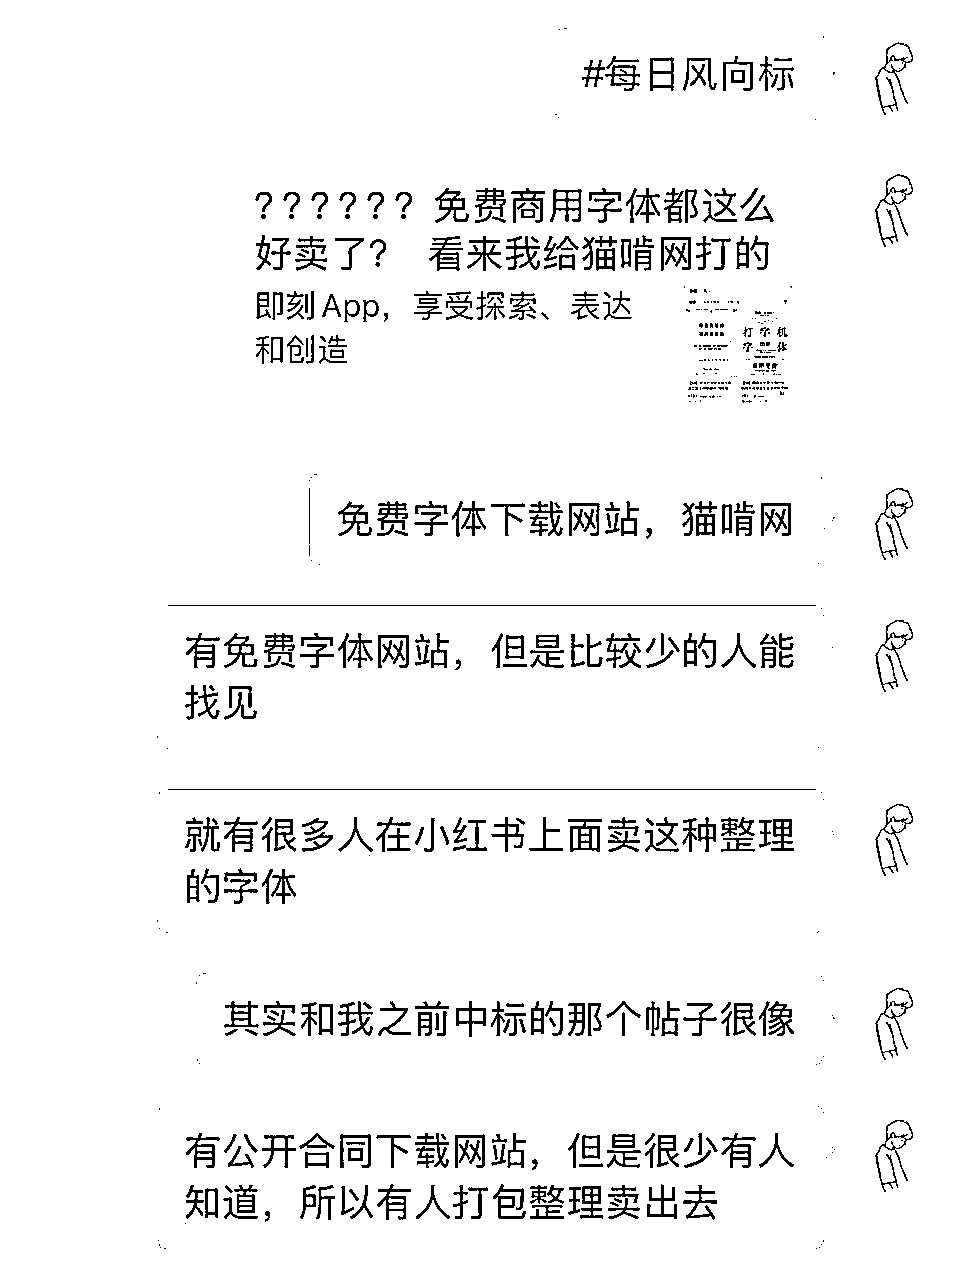 #每日风向标
？？？？？？免费商用字体都这么
好卖了？ 看来我给猫啃网打的
即刻App，享受探索、表达
和创造
打字机
字体
免费字体下载网站，猫啃网
有免费字体网站，但是比较少的人能
找见
就有很多人在小红书上面卖这种整理
的字体
其实和我之前中标的那个帖子很像
有公开合同下载网站，但是很少有人
知道，所以有人打包整理卖出去